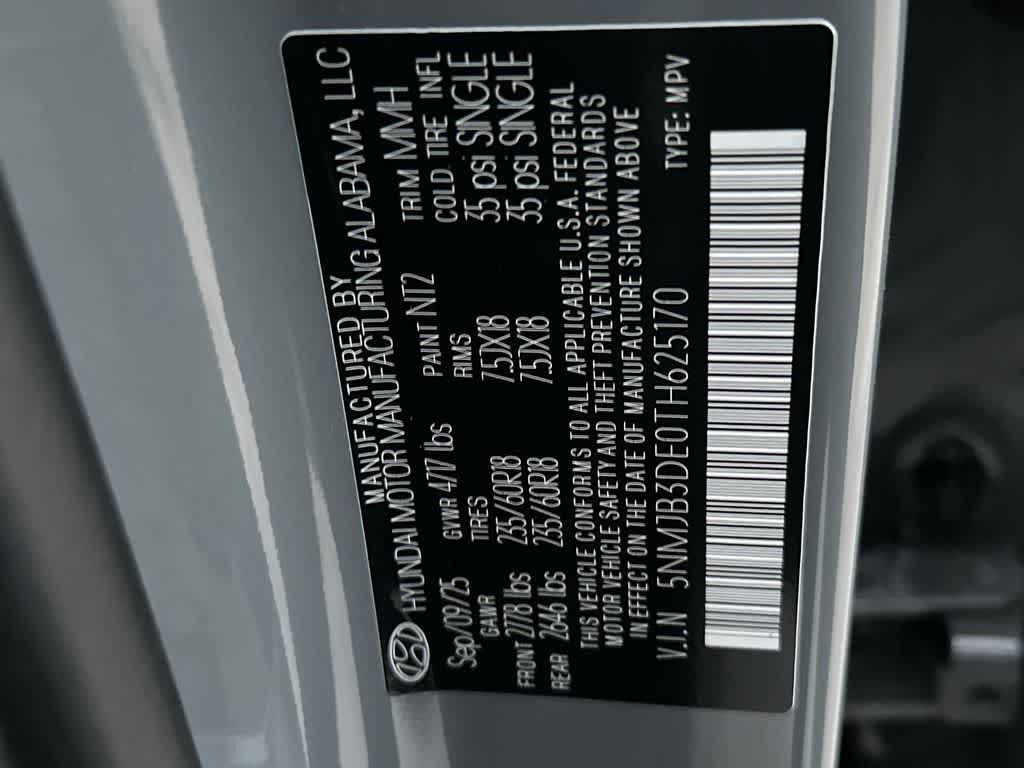 MANUFACTURED BY
HYUNDAI MOTOR MANUFACTURING ALABAMA, LLC
Sep/09/25 GVWR 4717 lbs PAINT NT2 TRIM MMH
GAWR TIRES RIMS COLD TIRE INFL
FRONT 2778 lbs 235/60R18 7.5JX18 35 psi SINGLE
REAR 2646 lbs 235/60R18 7.5JX18 35 psi SINGLE
THIS VEHICLE CONFORMS TO ALL APPLICABLE U.S.A. FEDERAL
MOTOR VEHICLE SAFETY AND THEFT PREVENTION STANDARDS
IN EFFECT ON THE DATE OF MANUFACTURE SHOWN ABOVE
V.I.N 5NMJB3DE0TH625170 TYPE: MPV